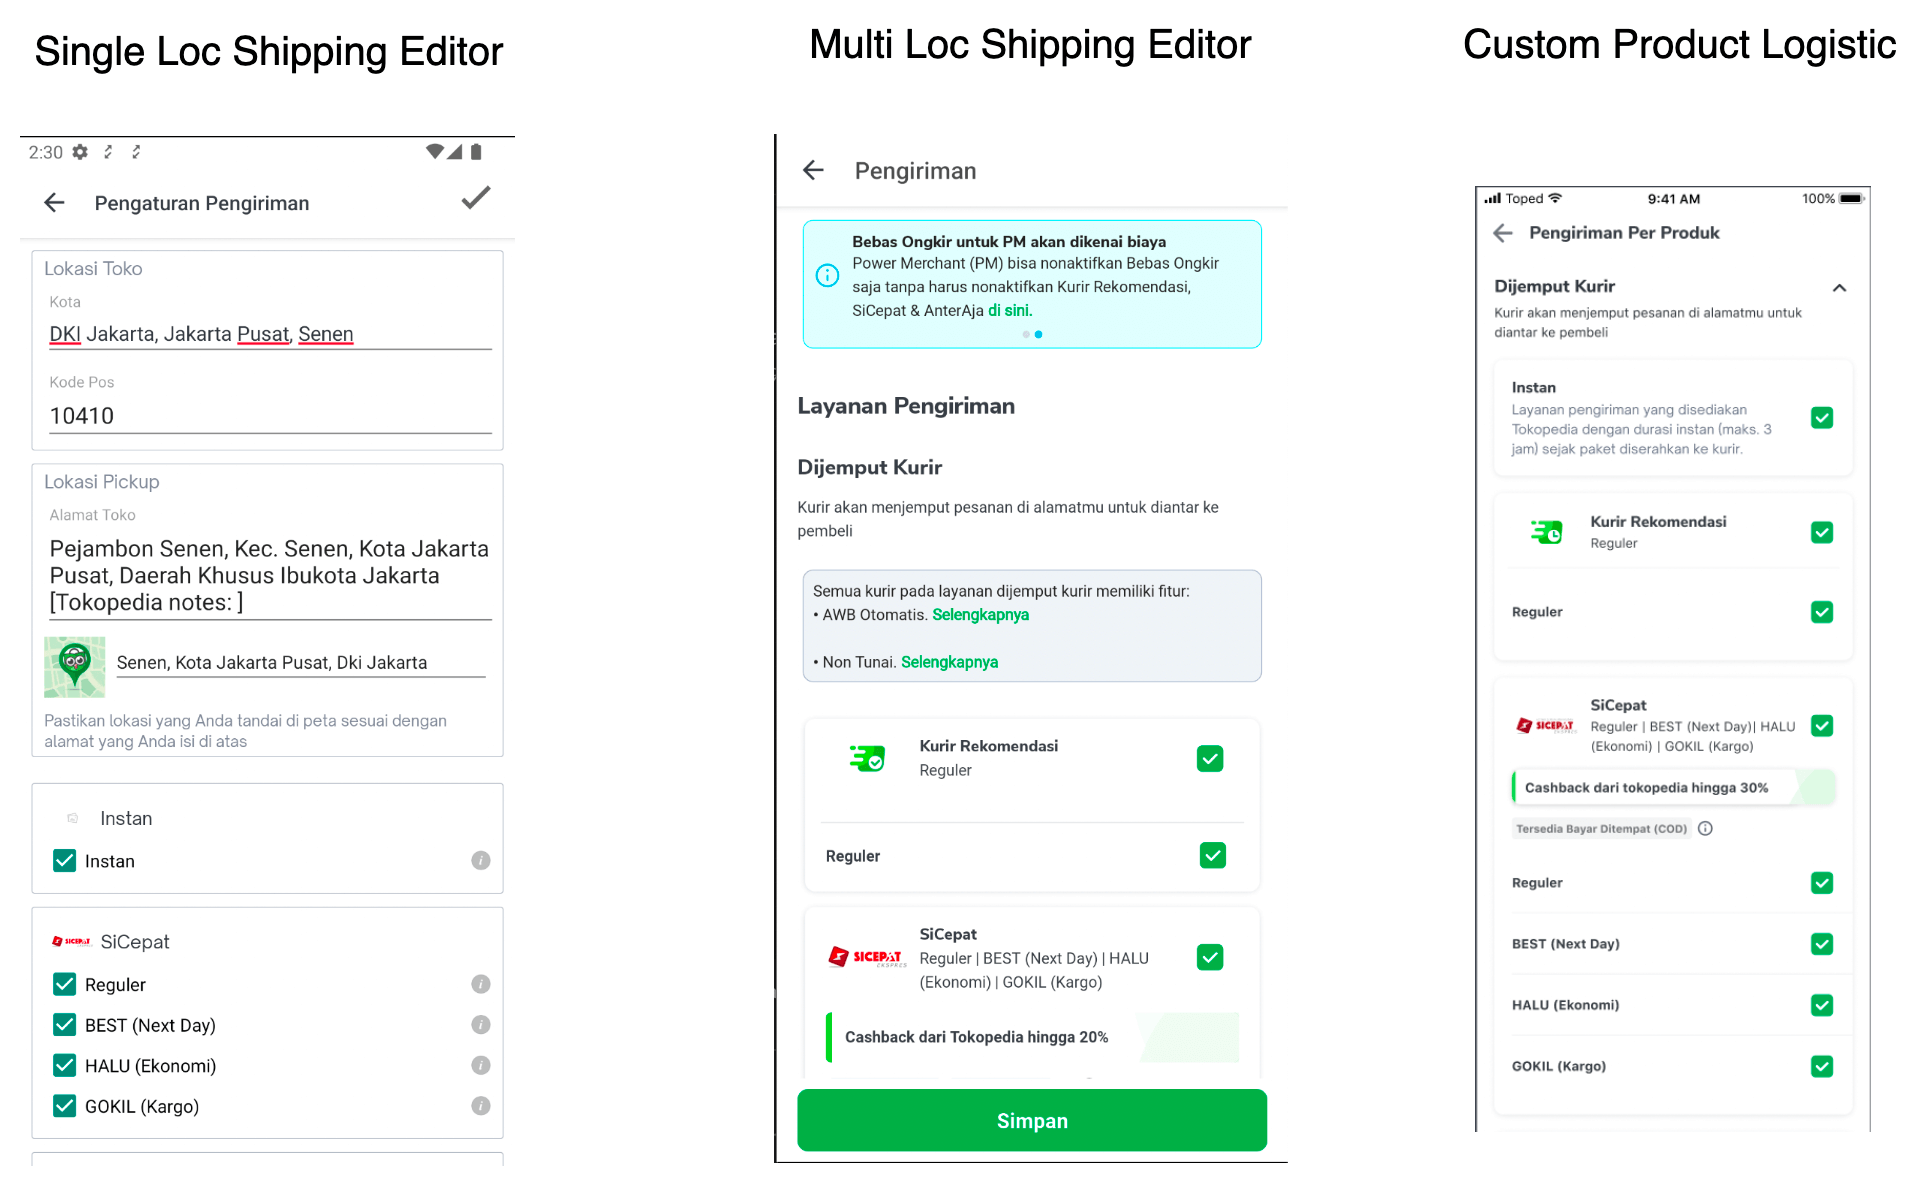 Single Loc Shipping Editor
2:30
Pengaturan Pengiriman
Lokasi Toko
Kota
DKI Jakarta, Jakarta Pusat, Senen
Kode Pos
10410
Lokasi Pickup
Alamat Toko
Pejambon Senen, Kec. Senen, Kota Jakarta
Pusat, Daerah Khusus Ibukota Jakarta
[Tokopedia notes: ]
Senen, Kota Jakarta Pusat, Dki Jakarta
Pastikan lokasi yang Anda tandai di peta sesuai dengan
alamat yang Anda isi di atas
Instan
Instan
SICEPAT SiCepat
Reguler
BEST (Next Day)
HALU (Ekonomi)
GOKIL (Kargo)
Multi Loc Shipping Editor
Pengiriman
Bebas Ongkir untuk PM akan dikenai biaya
Power Merchant (PM) bisa nonaktifkan Bebas Ongkir
saja tanpa harus nonaktifkan Kurir Rekomendasi,
SiCepat & AnterAja di sini.
Layanan Pengiriman
Dijemput Kurir
Kurir akan menjemput pesanan di alamatmu untuk diantar ke
pembeli
Semua kurir pada layanan dijemput kurir memiliki fitur:
• AWB Otomatis. Selengkapnya
• Non Tunai. Selengkapnya
Kurir Rekomendasi
Reguler
Reguler
SiCepat
SICEPAT
EKSPRES
Reguler | BEST (Next Day) | HALU
(Ekonomi) | GOKIL (Kargo)
Cashback dari Tokopedia hingga 20%
Simpan
Custom Product Logistic
Toped 9:41 AM 100%
Pengiriman Per Produk
Dijemput Kurir
Kurir akan menjemput pesanan di alamatmu untuk
diantar ke pembeli
Instan
Layanan pengiriman yang disediakan
Tokopedia dengan durasi instan (maks. 3
jam) sejak paket diserahkan ke kurir.
Kurir Rekomendasi
Reguler
Reguler
SiCepat
SICEPAT
Reguler | BEST (Next Day)| HALU
(Ekonomi) | GOKIL (Kargo)
Cashback dari tokopedia hingga 30%
Tersedia Bayar Ditempat (COD)
Reguler
BEST (Next Day)
HALU (Ekonomi)
GOKIL (Kargo)